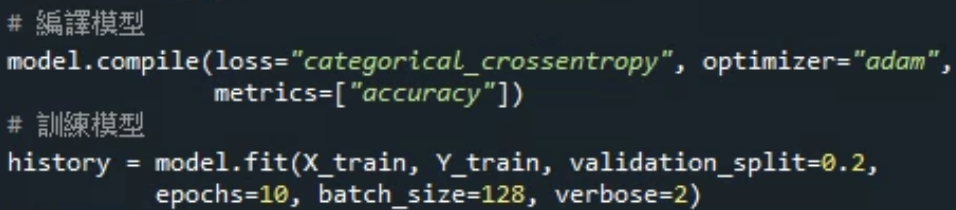 # 編譯模型
model.compile(loss="categorical_crossentropy", optimizer="adam",
              metrics=["accuracy"])
# 訓練模型
history = model.fit(X_train, Y_train, validation_split=0.2,
          epochs=10, batch_size=128, verbose=2)